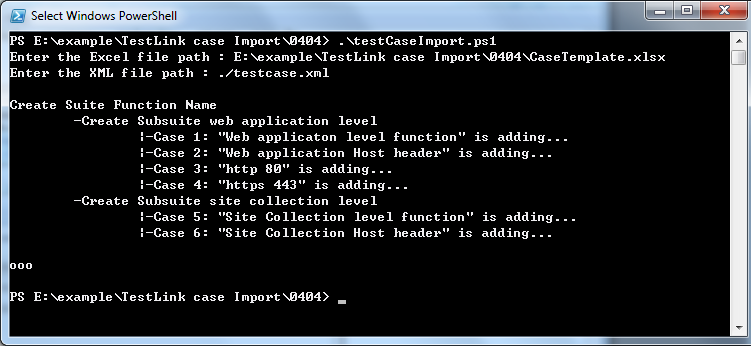 Select Windows PowerShell
PS E:\example\TestLink case Import\0404> .\testCaseImport.ps1
Enter the Excel file path : E:\example\TestLink case Import\0404\CaseTemplate.xlsx
Enter the XML file path : ./testcase.xml
Create Suite Function Name
-Create Subsuite web application level
¦-Case 1: "Web applicaton level function" is adding...
¦-Case 2: "Web application Host header" is adding...
¦-Case 3: "http 80" is adding...
¦-Case 4: "https 443" is adding...
-Create Subsuite site collection level
¦-Case 5: "Site Collection level function" is adding...
¦-Case 6: "Site Collection Host header" is adding...
ooo
PS E:\example\TestLink case Import\0404> _